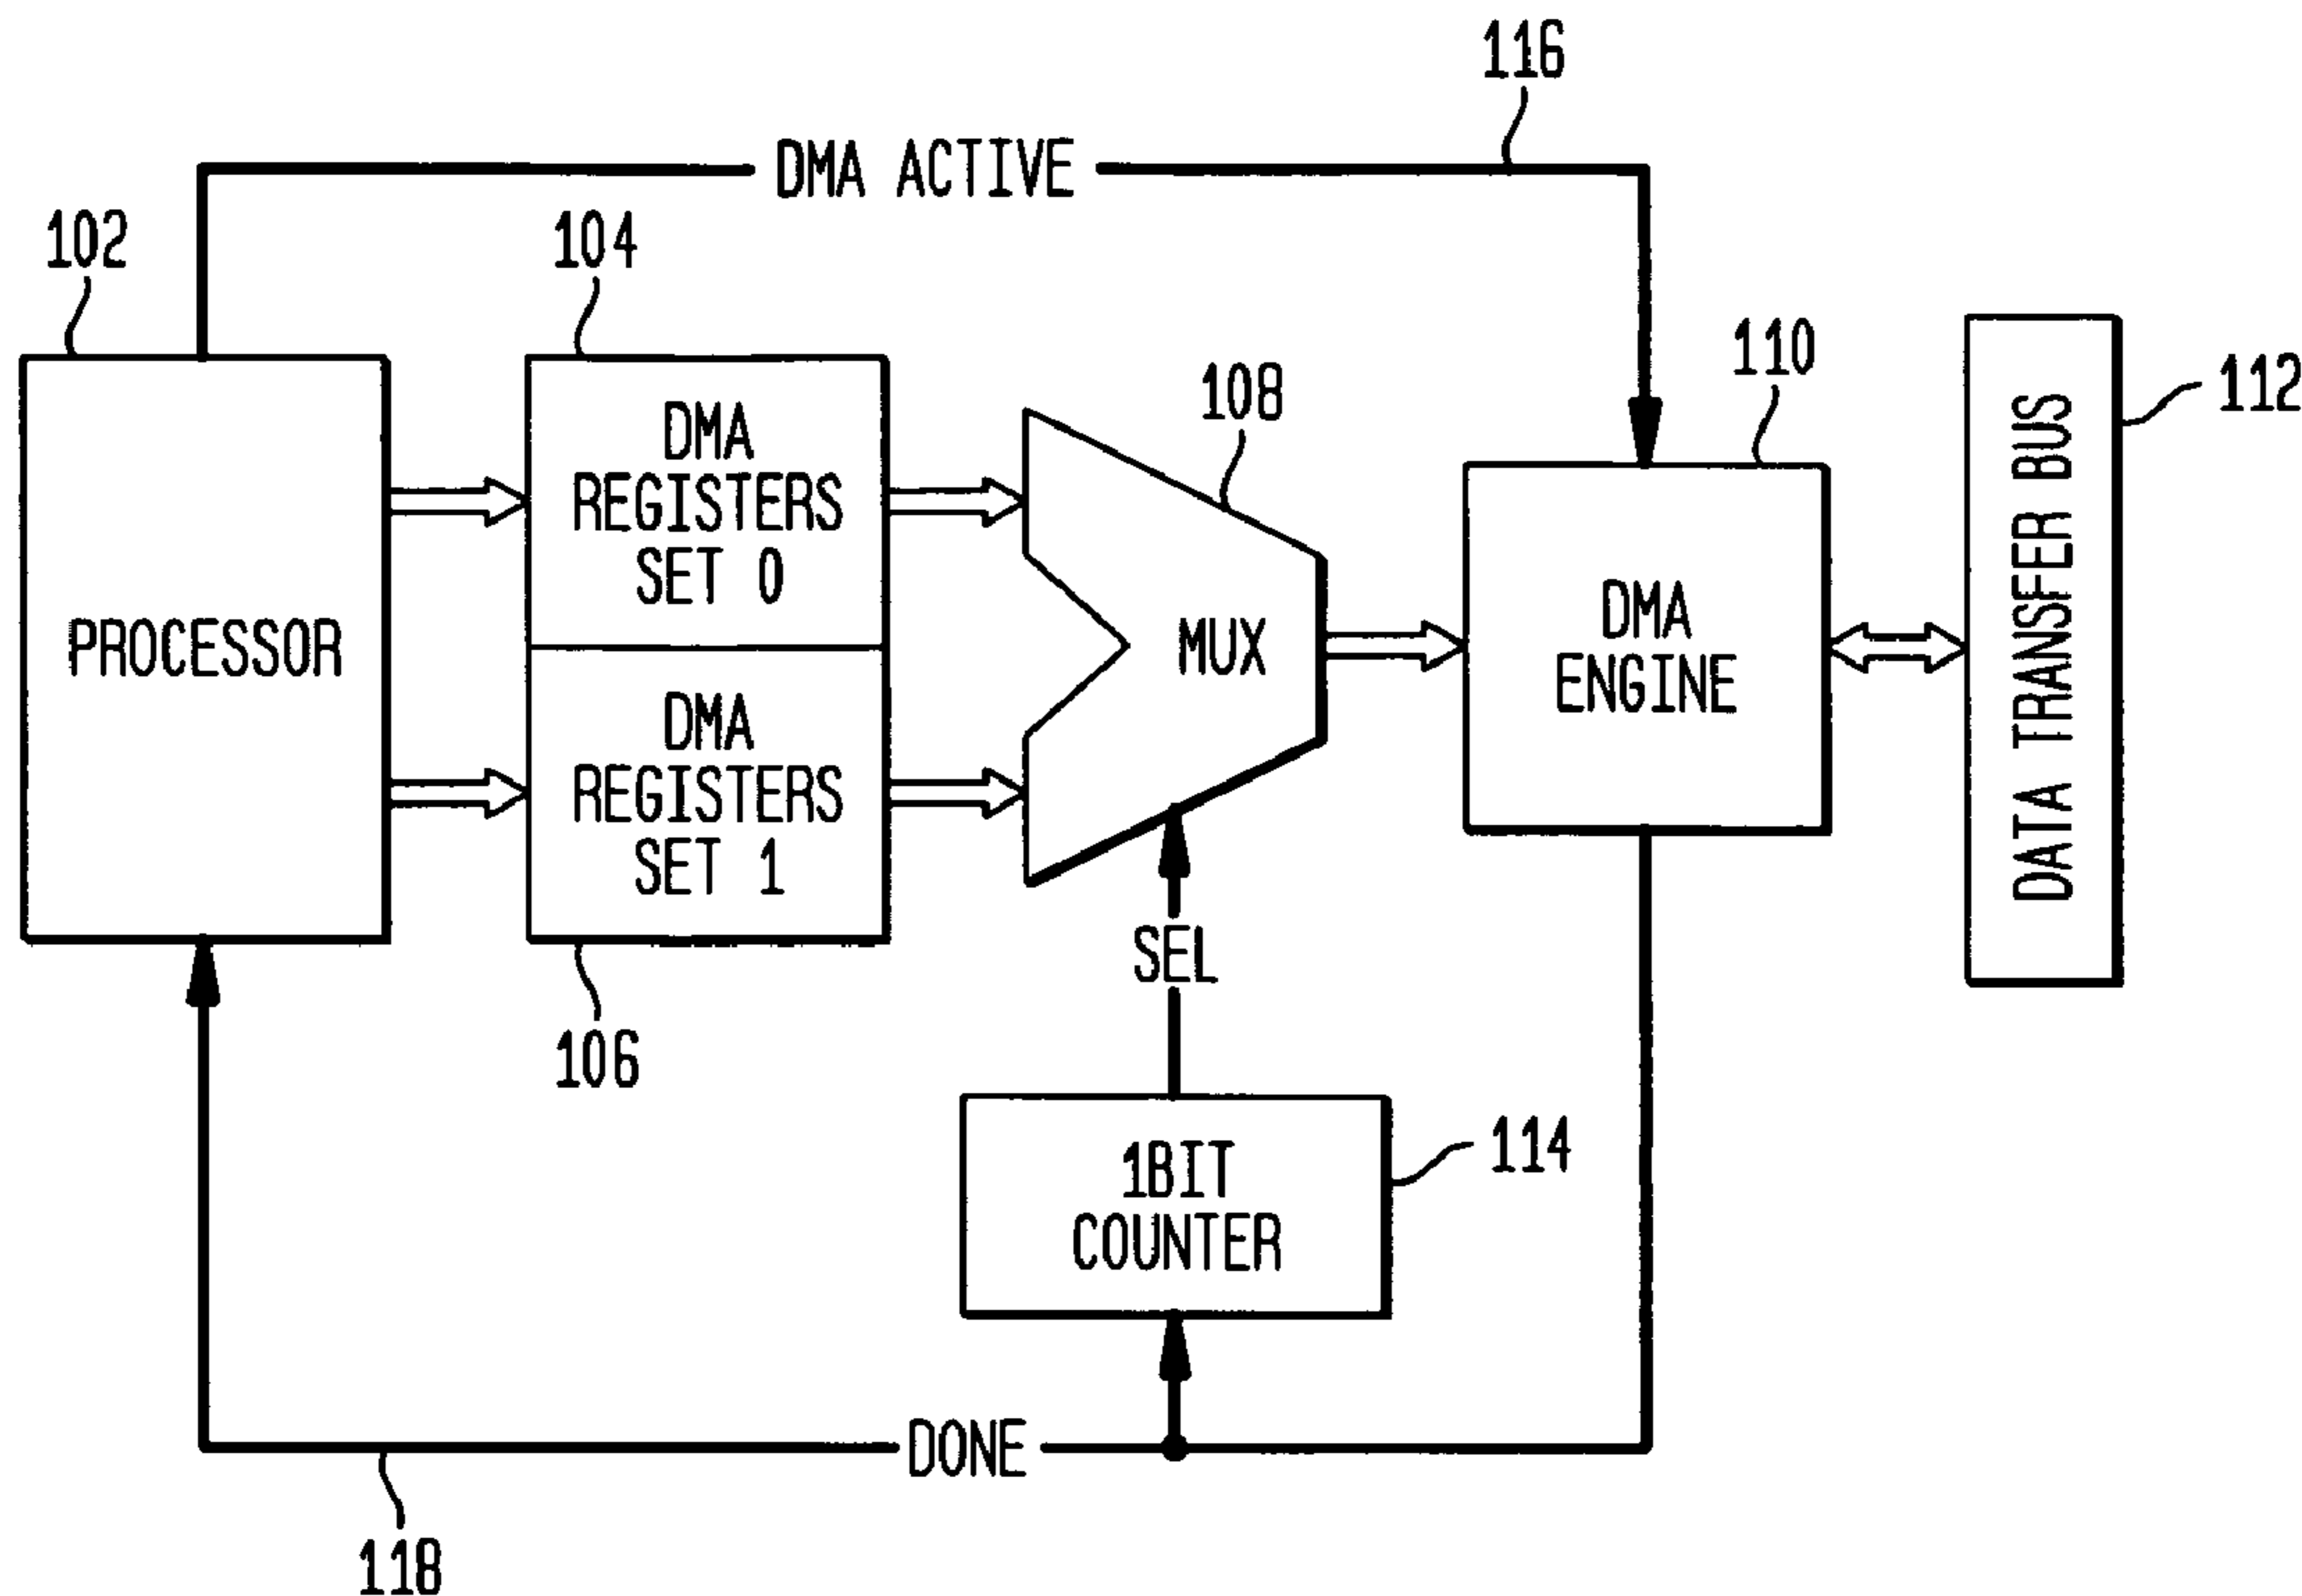 116
DMA ACTIVE
102
104
110
108
112
DMA
REGISTERS
SET 0
PROCESSOR
MUX
DMA
ENGINE
DATA TRANSFER BUS
DMA
REGISTERS
SET 1
SEL
106
114
1BIT
COUNTER
DONE
118